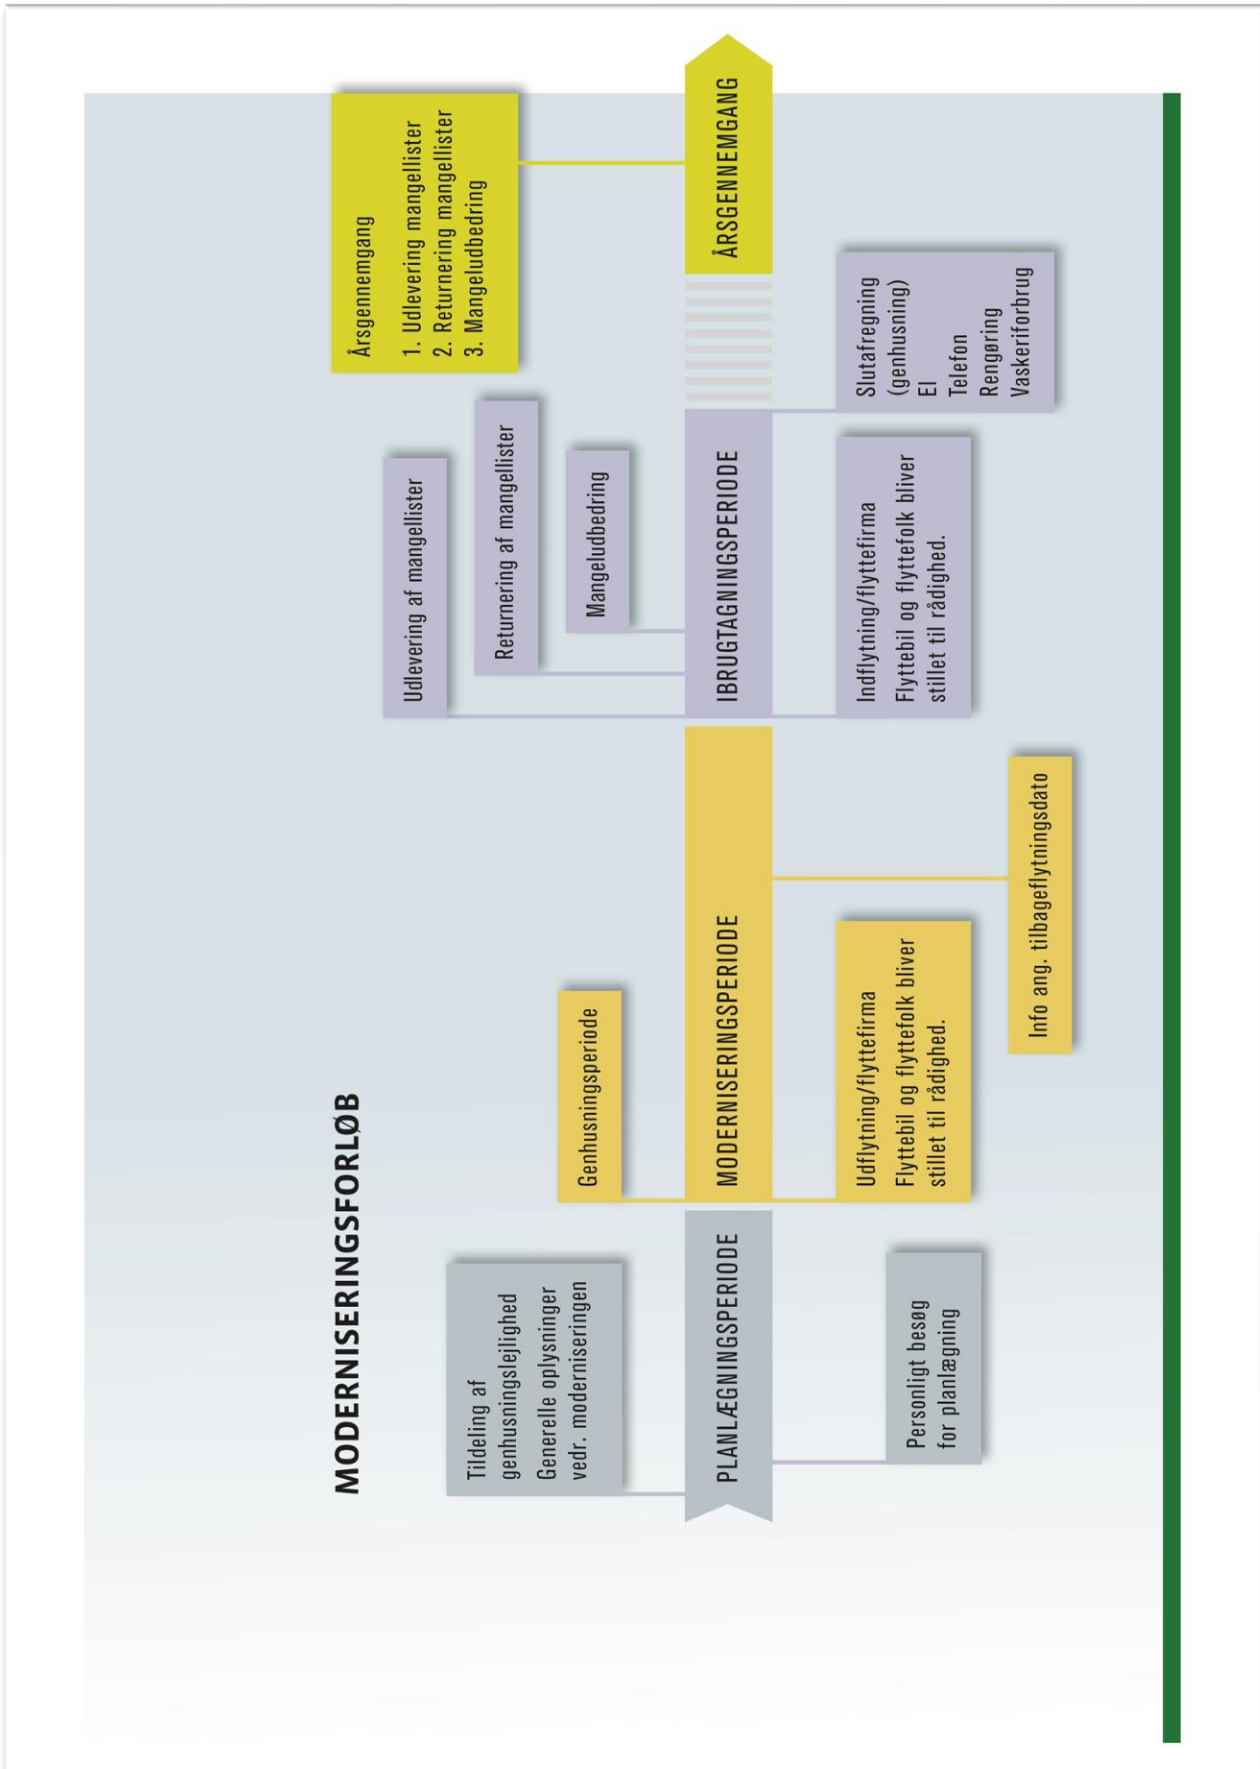 MODERNISERINGSFORLØB
Tildeling af
genhusningslejlighed
Generelle oplysninger
vedr. moderniseringen
PLANLÆGNINGSPERIODE
Personligt besøg
for planlægning
Genhusningsperiode
MODERNISERINGSPERIODE
Udflytning/flyttefirma
Flyttebil og flyttefolk bliver
stillet til rådighed.
Info ang. tilbageflytningsdato
Udlevering af mangellister
Returnering af mangellister
Mangeludbedring
IBRUGTAGNINGSPERIODE
Indflytning/flyttefirma
Flyttebil og flyttefolk bliver
stillet til rådighed.
Slutafregning
(genhusning)
El
Telefon
Rengøring
Vaskeriforbrug
Årsgennemgang
1. Udlevering mangellister
2. Returnering mangellister
3. Mangeludbedring
ÅRSGENNEMGANG